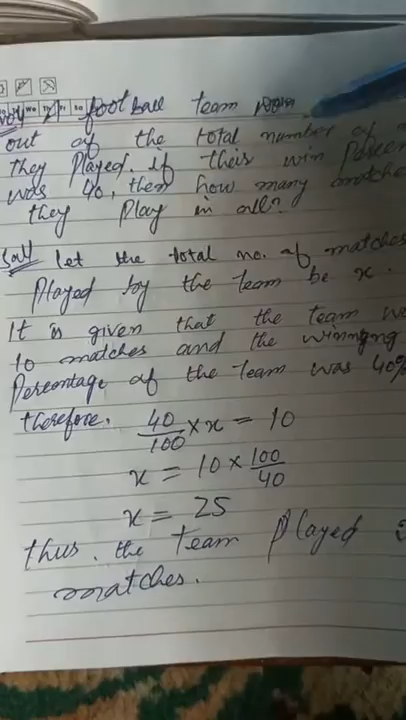 football team won
out of the total number of
they Played. if their win Percen
was 40, then how many matche
they Play in all?
Sol? let the total no. of matches
Played by the team be x.
It is given that the team w
10 matches and the winnging
Percentage of the team was 40%
therefore, 40/100 × x = 10
x = 10 × 100/40
x = 25
thus, the team Played
matches.